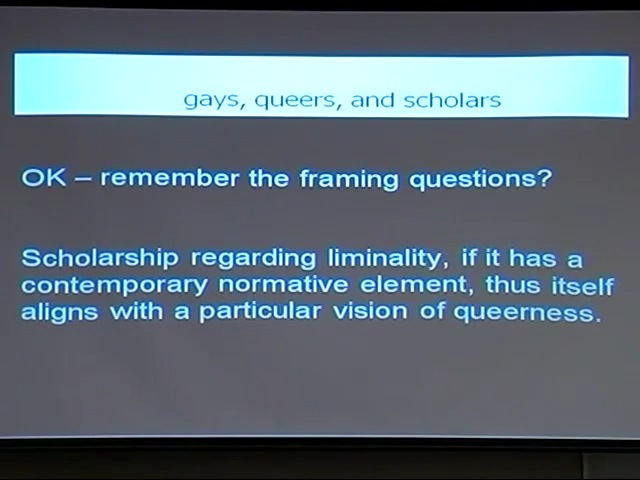 gays, queers, and scholars
OK – remember the framing questions?
Scholarship regarding liminality, if it has a
contemporary normative element, thus itself
aligns with a particular vision of queerness.